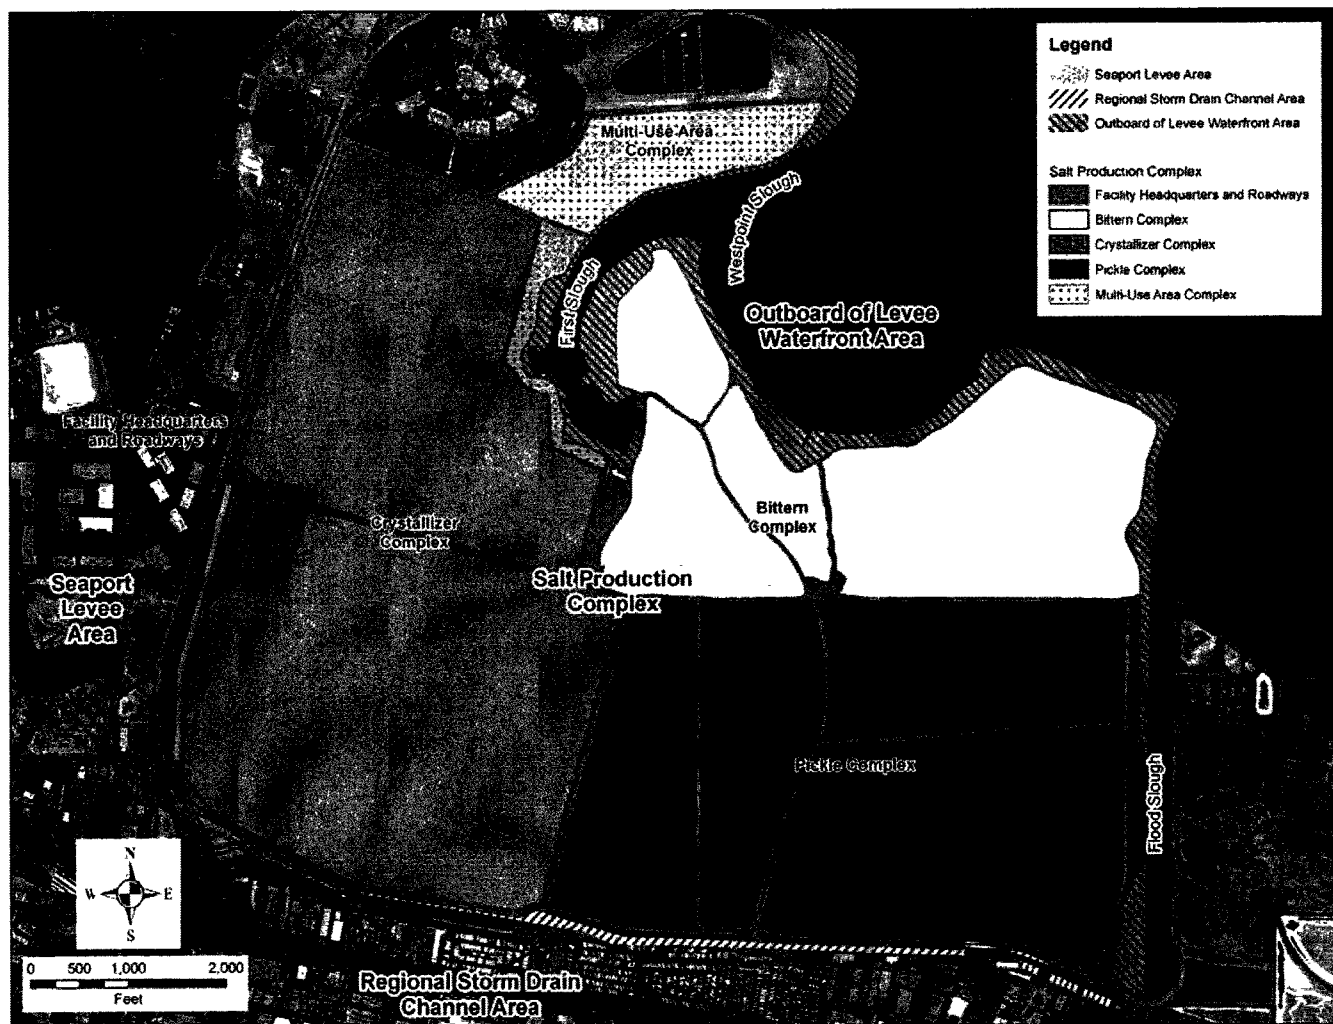 Legend
Seaport Levee Area
Regional Storm Drain Channel Area
Outboard of Levee Waterfront Area
Salt Production Complex
Facility Headquarters and Roadways
Bittern Complex
Crystallizer Complex
Pickle Complex
Multi-Use Area Complex
Multi-Use Area
Complex
Westpoint Slough
First Slough
Outboard of Levee
Waterfront Area
Facility Headquarters
and Roadways
Bittern
Complex
Crystallizer
Complex
Salt Production
Complex
Seaport
Levee
Area
Pickle Complex
Flood Slough
N
W E
S
0 500 1,000 2,000
Feet
Regional Storm Drain
Channel Area